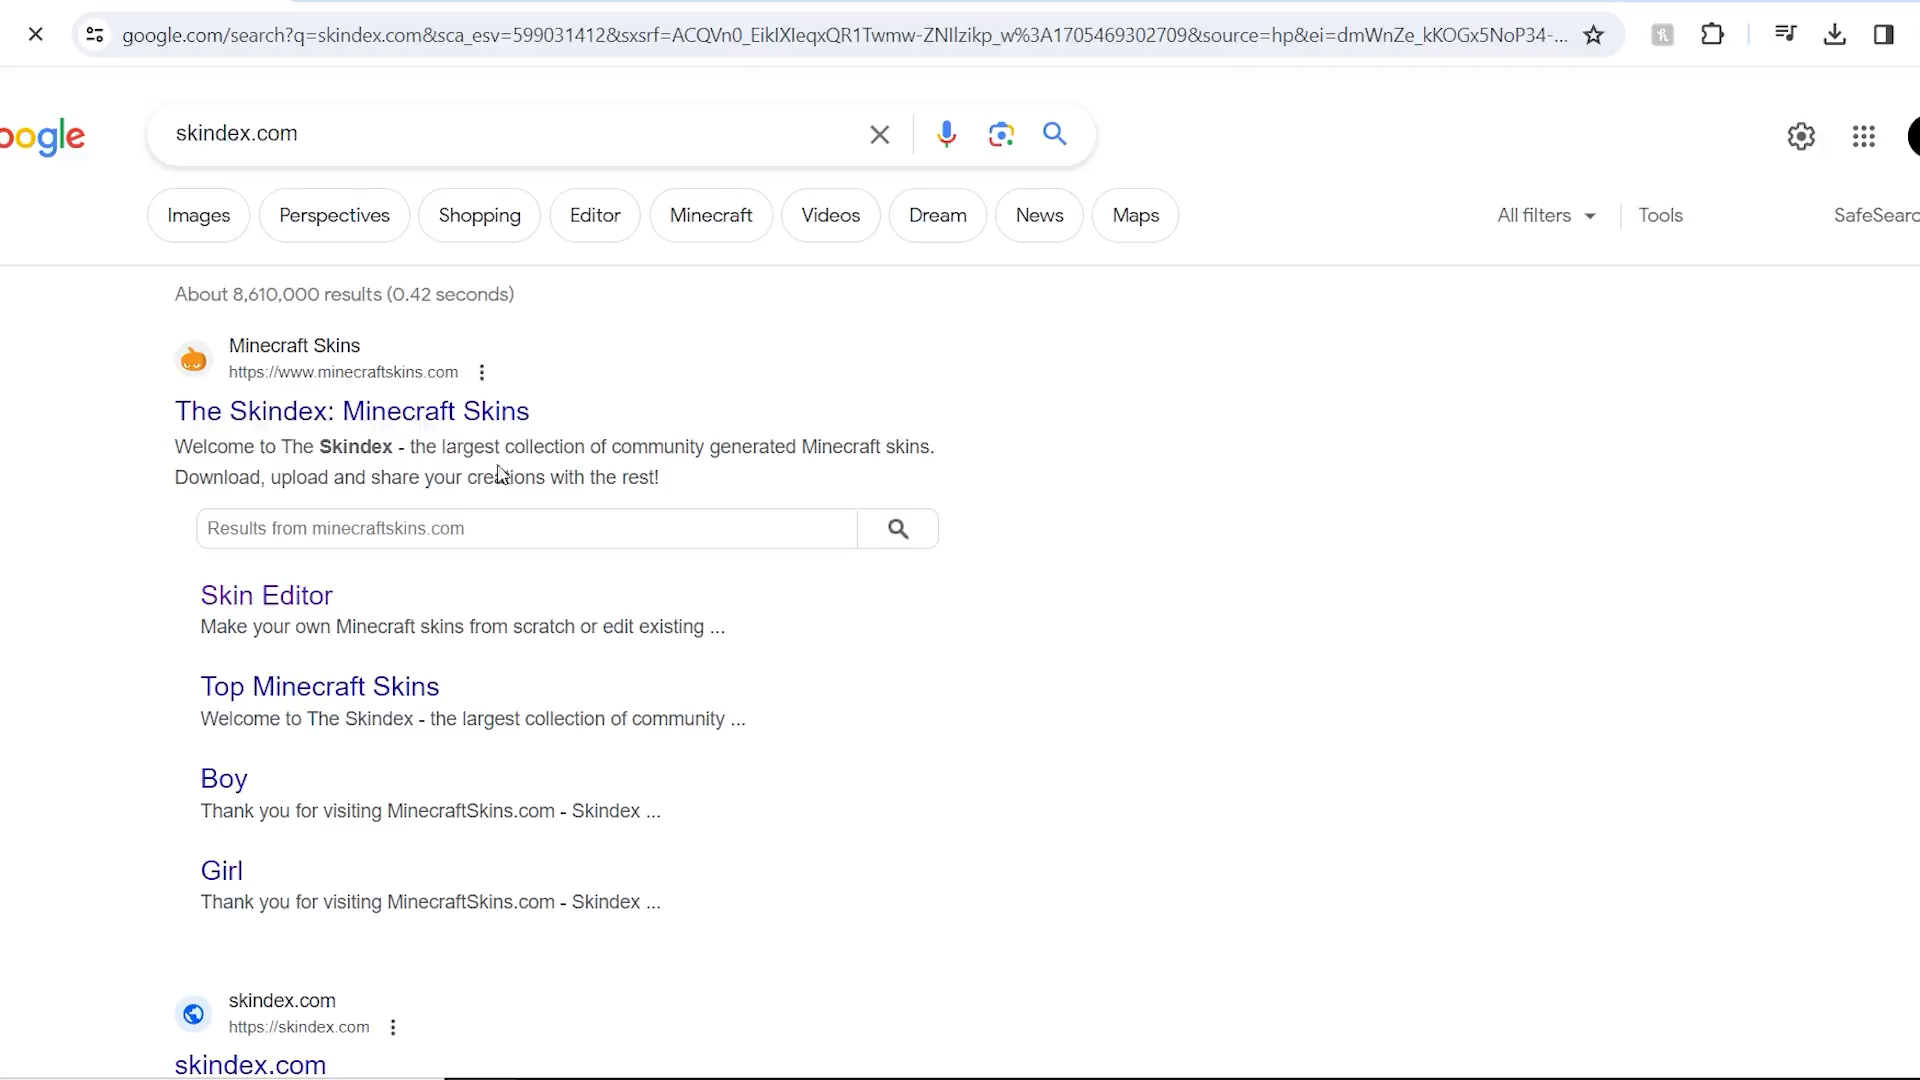 google.com/search?q=skindex.com&sca_esv=599031412&sxsrf=ACQVn0_EikIXIeqxQR1Twmw-ZNIlzikp_w%3A1705469302709&source=hp&ei=dmWnZe_kKOGx5NoP34-...
oogle
skindex.com
Images
Perspectives
Shopping
Editor
Minecraft
Videos
Dream
News
Maps
All filters
Tools
SafeSearc
About 8,610,000 results (0.42 seconds)
Minecraft Skins
https://www.minecraftskins.com
The Skindex: Minecraft Skins
Welcome to The Skindex - the largest collection of community generated Minecraft skins.
Download, upload and share your creations with the rest!
Results from minecraftskins.com
Skin Editor
Make your own Minecraft skins from scratch or edit existing ...
Top Minecraft Skins
Welcome to The Skindex - the largest collection of community ...
Boy
Thank you for visiting MinecraftSkins.com - Skindex ...
Girl
Thank you for visiting MinecraftSkins.com - Skindex ...
skindex.com
https://skindex.com
skindex.com